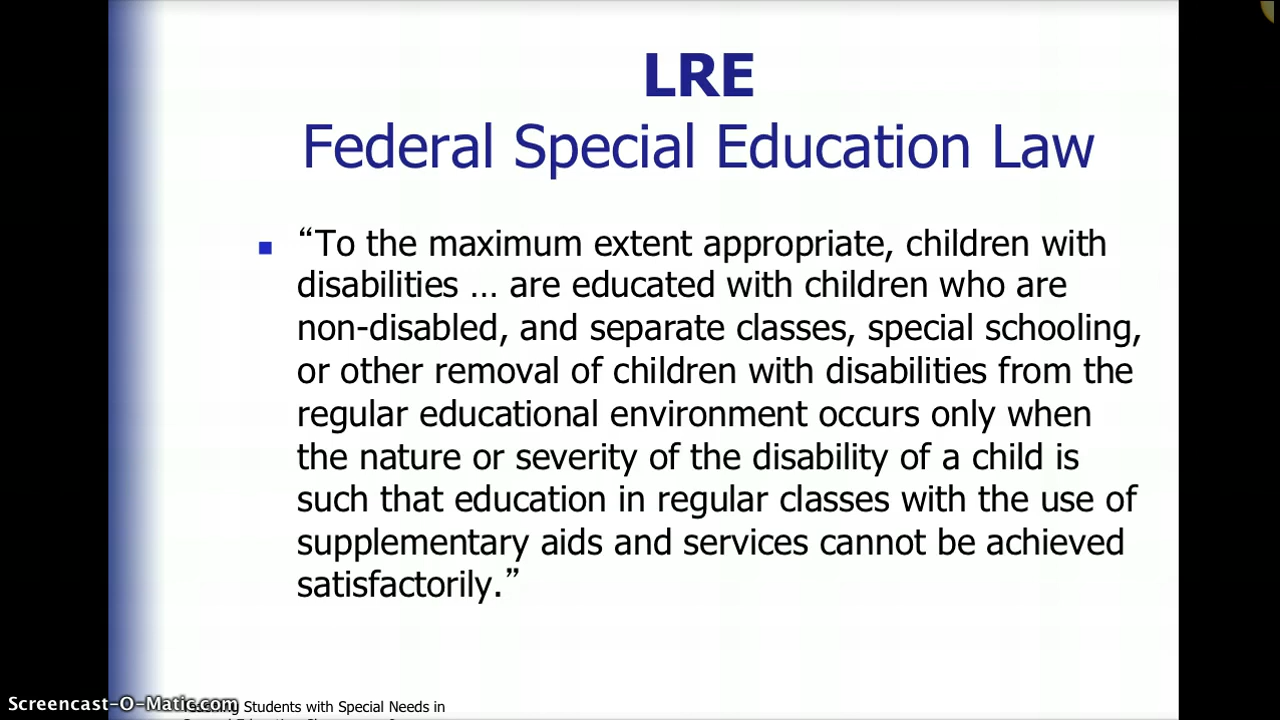 LRE
Federal Special Education Law
“To the maximum extent appropriate, children with
disabilities … are educated with children who are
non-disabled, and separate classes, special schooling,
or other removal of children with disabilities from the
regular educational environment occurs only when
the nature or severity of the disability of a child is
such that education in regular classes with the use of
supplementary aids and services cannot be achieved
satisfactorily.”
Screencast-O-Matic.com
Students with Special Needs in